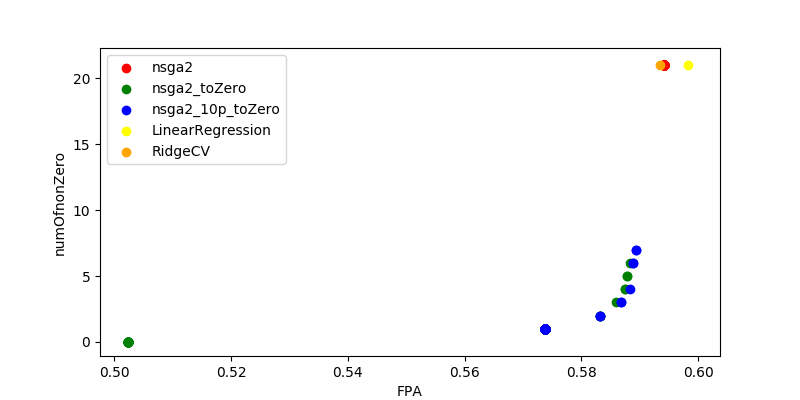 nsga2
nsga2_toZero
nsga2_10p_toZero
LinearRegression
RidgeCV
numOfnonZero
20
15
10
5
0
0.50 0.52 0.54 0.56 0.58 0.60
FPA